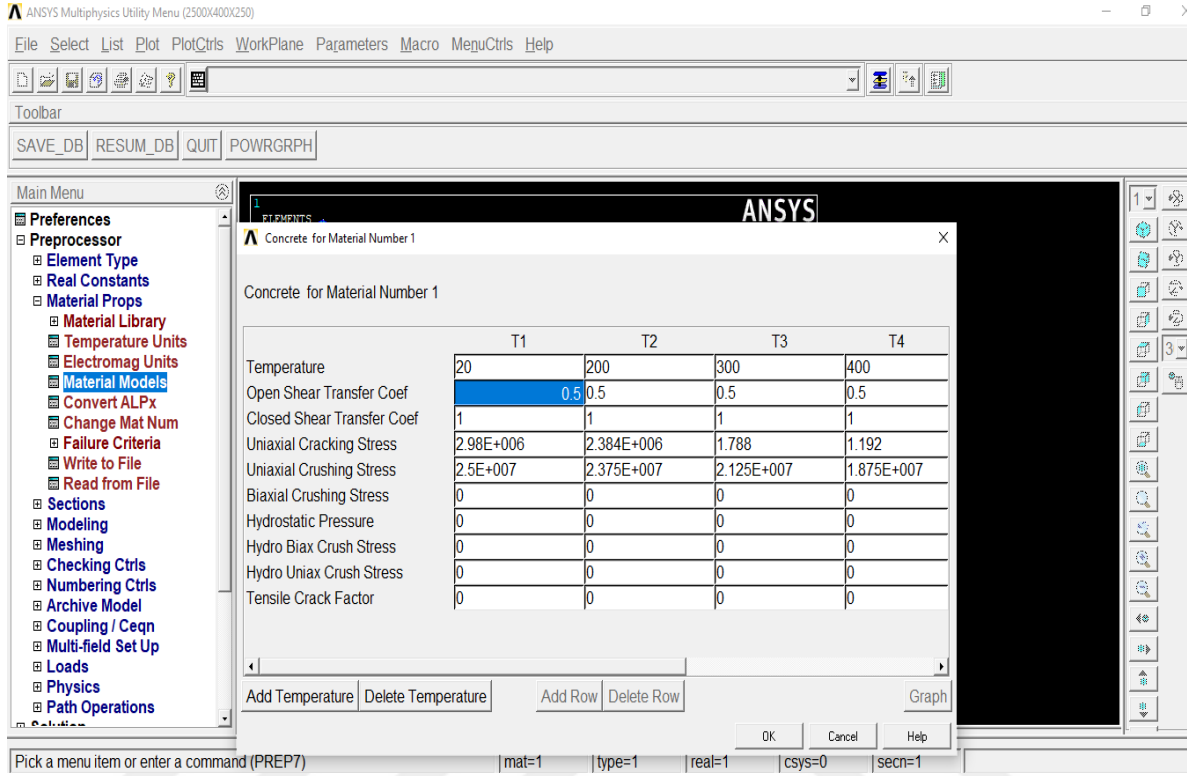 ANSYS Multiphysics Utility Menu (2500X400X250)
File Select List Plot PlotCtrls WorkPlane Parameters Macro MenuCtrls Help
Toolbar
SAVE_DB RESUM_DB QUIT POWRGRPH
Main Menu
Preferences
Preprocessor
Element Type
Real Constants
Material Props
Material Library
Temperature Units
Electromag Units
Material Models
Convert ALPx
Change Mat Num
Failure Criteria
Write to File
Read from File
Sections
Modeling
Meshing
Checking Ctrls
Numbering Ctrls
Archive Model
Coupling / Ceqn
Multi-field Set Up
Loads
Physics
Path Operations
Solution
1
ELEMENTS
ANSYS
Concrete for Material Number 1
Concrete for Material Number 1
T1 T2 T3 T4
Temperature 20 200 300 400
Open Shear Transfer Coef 0.5 0.5 0.5 0.5
Closed Shear Transfer Coef 1 1 1 1
Uniaxial Cracking Stress 2.98E+006 2.384E+006 1.788 1.192
Uniaxial Crushing Stress 2.5E+007 2.375E+007 2.125E+007 1.875E+007
Biaxial Crushing Stress 0 0 0 0
Hydrostatic Pressure 0 0 0 0
Hydro Biax Crush Stress 0 0 0 0
Hydro Uniax Crush Stress 0 0 0 0
Tensile Crack Factor 0 0 0 0
Add Temperature Delete Temperature Add Row Delete Row Graph
OK Cancel Help
1
3
Pick a menu item or enter a command (PREP7) mat=1 type=1 real=1 csys=0 secn=1